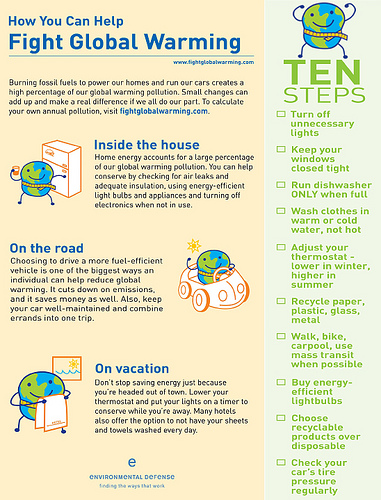 How You Can Help
Fight Global Warming
www.fightglobalwarming.com
Burning fossil fuels to power our homes and run our cars creates a
high percentage of our global warming pollution. Small changes can
add up and make a real difference if we all do our part. To calculate
your own annual pollution, visit fightglobalwarming.com.
Inside the house
Home energy accounts for a large percentage
of our global warming pollution. You can help
conserve by checking for air leaks and
adequate insulation, using energy-efficient
light bulbs and appliances and turning off
electronics when not in use.
On the road
Choosing to drive a more fuel-efficient
vehicle is one of the biggest ways an
individual can help reduce global
warming. It cuts down on emissions,
and it saves money as well. Also, keep
your car well-maintained and combine
errands into one trip.
On vacation
Don't stop saving energy just because
you're headed out of town. Lower your
thermostat and put your lights on a timer to
conserve while you're away. Many hotels
also offer the option to not have your sheets
and towels washed every day.
e
ENVIRONMENTAL DEFENSE
finding the ways that work
TEN
STEPS
Turn off
unnecessary
lights
Keep your
windows
closed tight
Run dishwasher
ONLY when full
Wash clothes in
warm or cold
water, not hot
Adjust your
thermostat -
lower in winter,
higher in
summer
Recycle paper,
plastic, glass,
metal
Walk, bike,
carpool, use
mass transit
when possible
Buy energy-
efficient
lightbulbs
Choose
recyclable
products over
disposable
Check your
car's tire
pressure
regularly